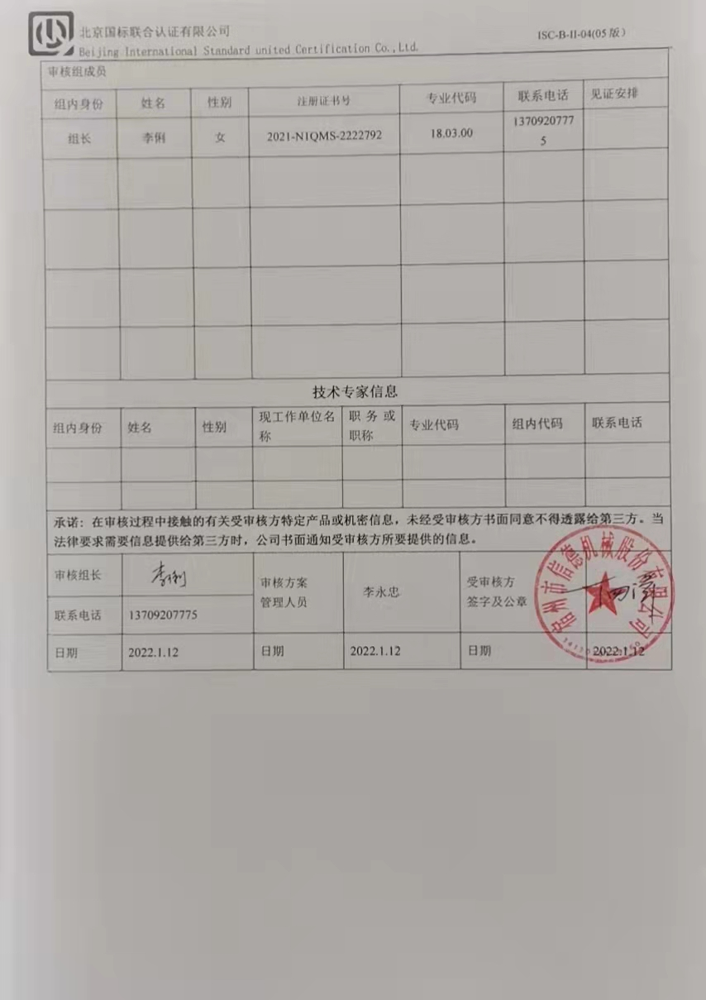 北京国标联合认证有限公司
ISC-B-II-04(05版)
Beijing International Standard united Certification Co.,Ltd.
审核组成员
组内身份 姓名 性别 注册证书号 专业代码 联系电话 见证安排
组长 李俐 女 2021-N1QMS-2222792 18.03.00 1370920777
5
技术专家信息
组内身份 姓名 性别 现工作单位名 职务或 专业代码 组内代码 联系电话
称 职称
承诺：在审核过程中接触的有关受审核方特定产品或机密信息，未经受审核方书面同意不得透露给第三方。当
法律要求需要信息提供给第三方时，公司书面通知受审核方所要提供的信息。
审核组长 李俐 审核方案 李永忠 受审核方
管理人员 签字及公章
宿州市信德机械股份有限公司
联系电话 13709207775
日期 2022.1.12 日期 2022.1.12 日期 2022.1.12